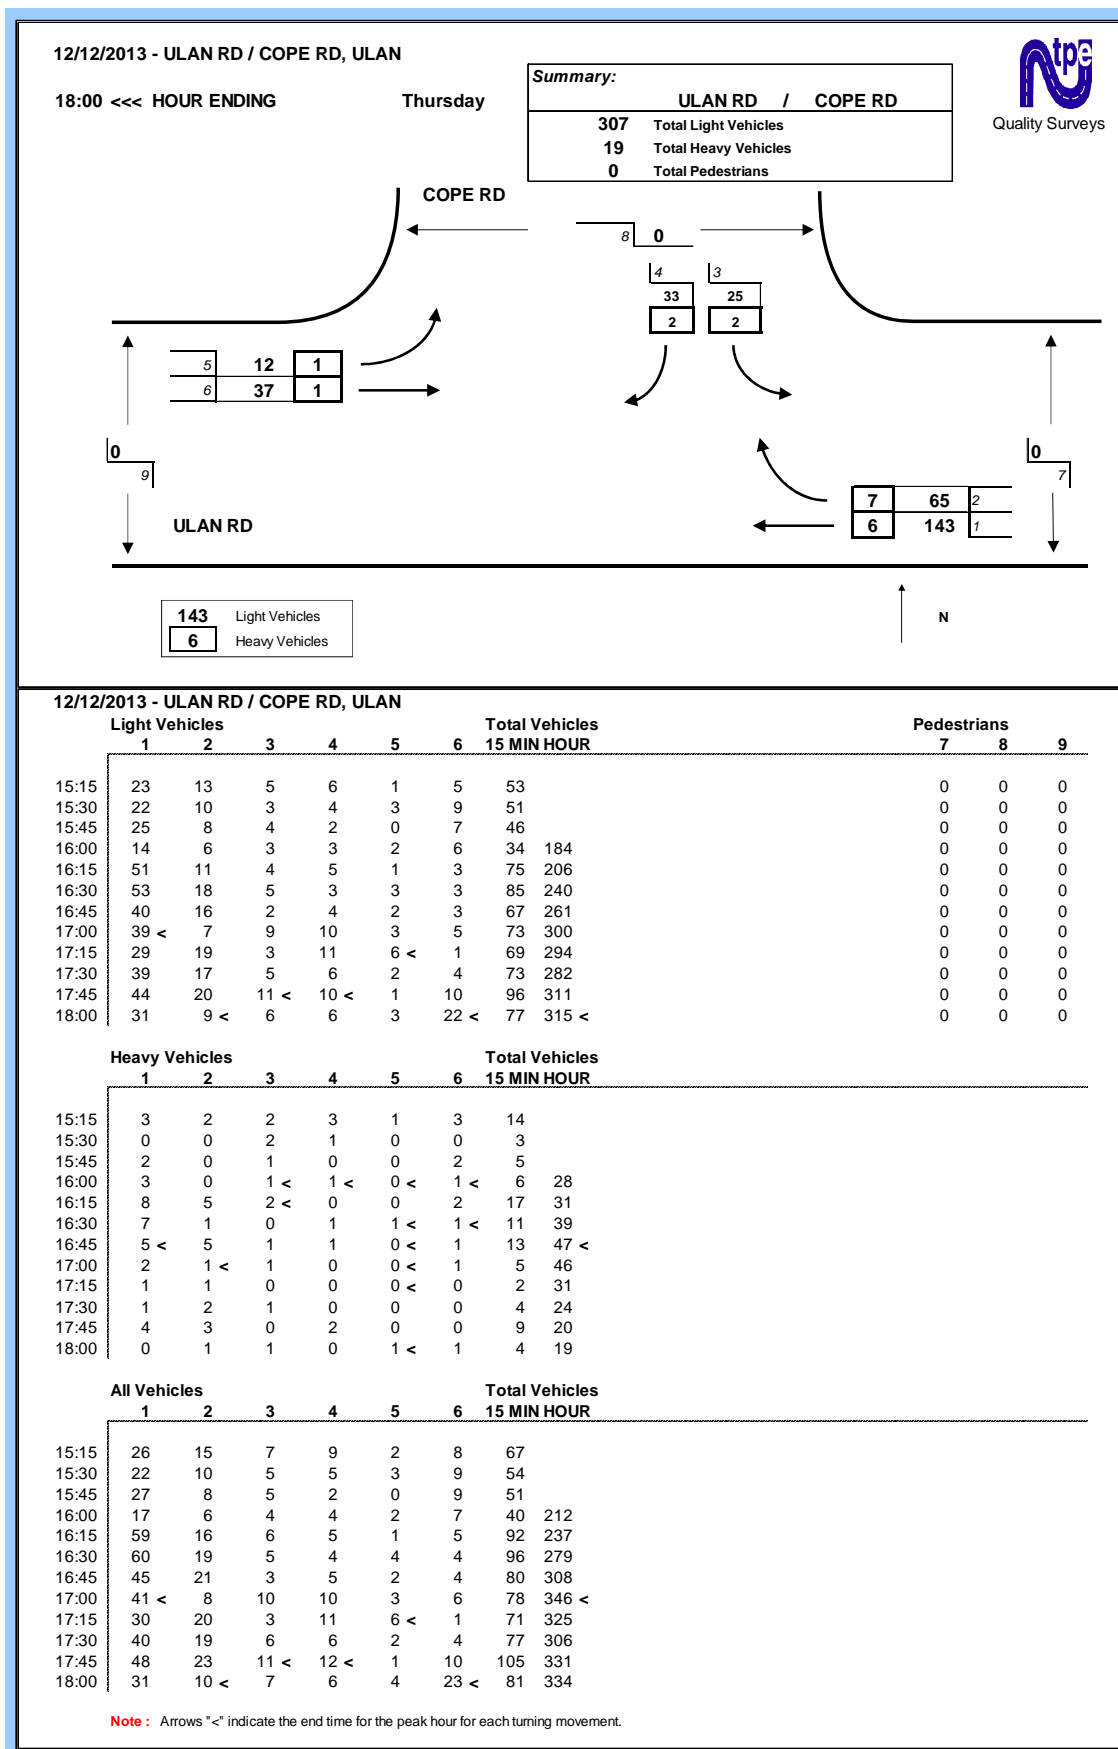 12/12/2013 - ULAN RD / COPE RD, ULAN
18:00 <<< HOUR ENDING Thursday
Summary:
ULAN RD / COPE RD
307 Total Light Vehicles
19 Total Heavy Vehicles
0 Total Pedestrians
tpe
Quality Surveys
COPE RD
8 0
4 3
33 25
2 2
5 12 1
6 37 1
0
9
0
7
7 65 2
6 143 1
ULAN RD
N
143 Light Vehicles
6 Heavy Vehicles
12/12/2013 - ULAN RD / COPE RD, ULAN
Light Vehicles Total Vehicles Pedestrians
1 2 3 4 5 6 15 MIN HOUR 7 8 9
15:15 23 13 5 6 1 5 53 0 0 0
15:30 22 10 3 4 3 9 51 0 0 0
15:45 25 8 4 2 0 7 46 0 0 0
16:00 14 6 3 3 2 6 34 184 0 0 0
16:15 51 11 4 5 1 3 75 206 0 0 0
16:30 53 18 5 3 3 3 85 240 0 0 0
16:45 40 16 2 4 2 3 67 261 0 0 0
17:00 39 < 7 9 10 3 5 73 300 0 0 0
17:15 29 19 3 11 6 < 1 69 294 0 0 0
17:30 39 17 5 6 2 4 73 282 0 0 0
17:45 44 20 11 < 10 < 1 10 96 311 0 0 0
18:00 31 9 < 6 6 3 22 < 77 315 < 0 0 0
Heavy Vehicles Total Vehicles
1 2 3 4 5 6 15 MIN HOUR
15:15 3 2 2 3 1 3 14
15:30 0 0 2 1 0 0 3
15:45 2 0 1 0 0 2 5
16:00 3 0 1 < 1 < 0 < 1 < 6 28
16:15 8 5 2 < 0 0 2 17 31
16:30 7 1 0 1 1 < 1 < 11 39
16:45 5 < 5 1 1 0 < 1 13 47 <
17:00 2 1 < 1 0 0 < 1 5 46
17:15 1 1 0 0 0 < 0 2 31
17:30 1 2 1 0 0 0 4 24
17:45 4 3 0 2 0 0 9 20
18:00 0 1 1 0 1 < 1 4 19
All Vehicles Total Vehicles
1 2 3 4 5 6 15 MIN HOUR
15:15 26 15 7 9 2 8 67
15:30 22 10 5 5 3 9 54
15:45 27 8 5 2 0 9 51
16:00 17 6 4 4 2 7 40 212
16:15 59 16 6 5 1 5 92 237
16:30 60 19 5 4 4 4 96 279
16:45 45 21 3 5 2 4 80 308
17:00 41 < 8 10 10 3 6 78 346 <
17:15 30 20 3 11 6 < 1 71 325
17:30 40 19 6 6 2 4 77 306
17:45 48 23 11 < 12 < 1 10 105 331
18:00 31 10 < 7 6 4 23 < 81 334
Note : Arrows "<" indicate the end time for the peak hour for each turning movement.